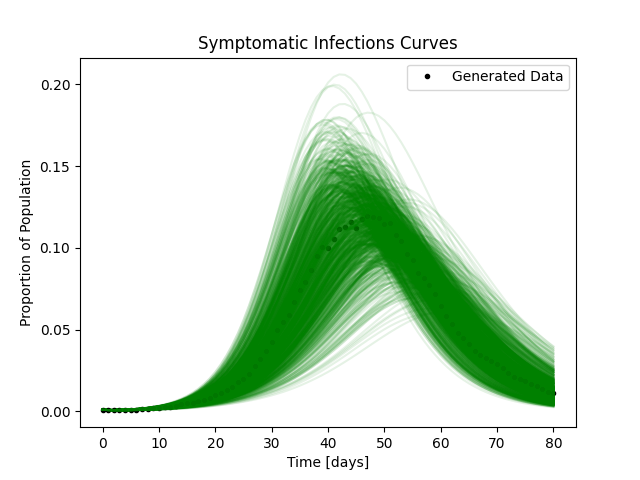 Symptomatic Infections Curves
Generated Data
Proportion of Population
0.20
0.15
0.10
0.05
0.00
0 10 20 30 40 50 60 70 80
Time [days]